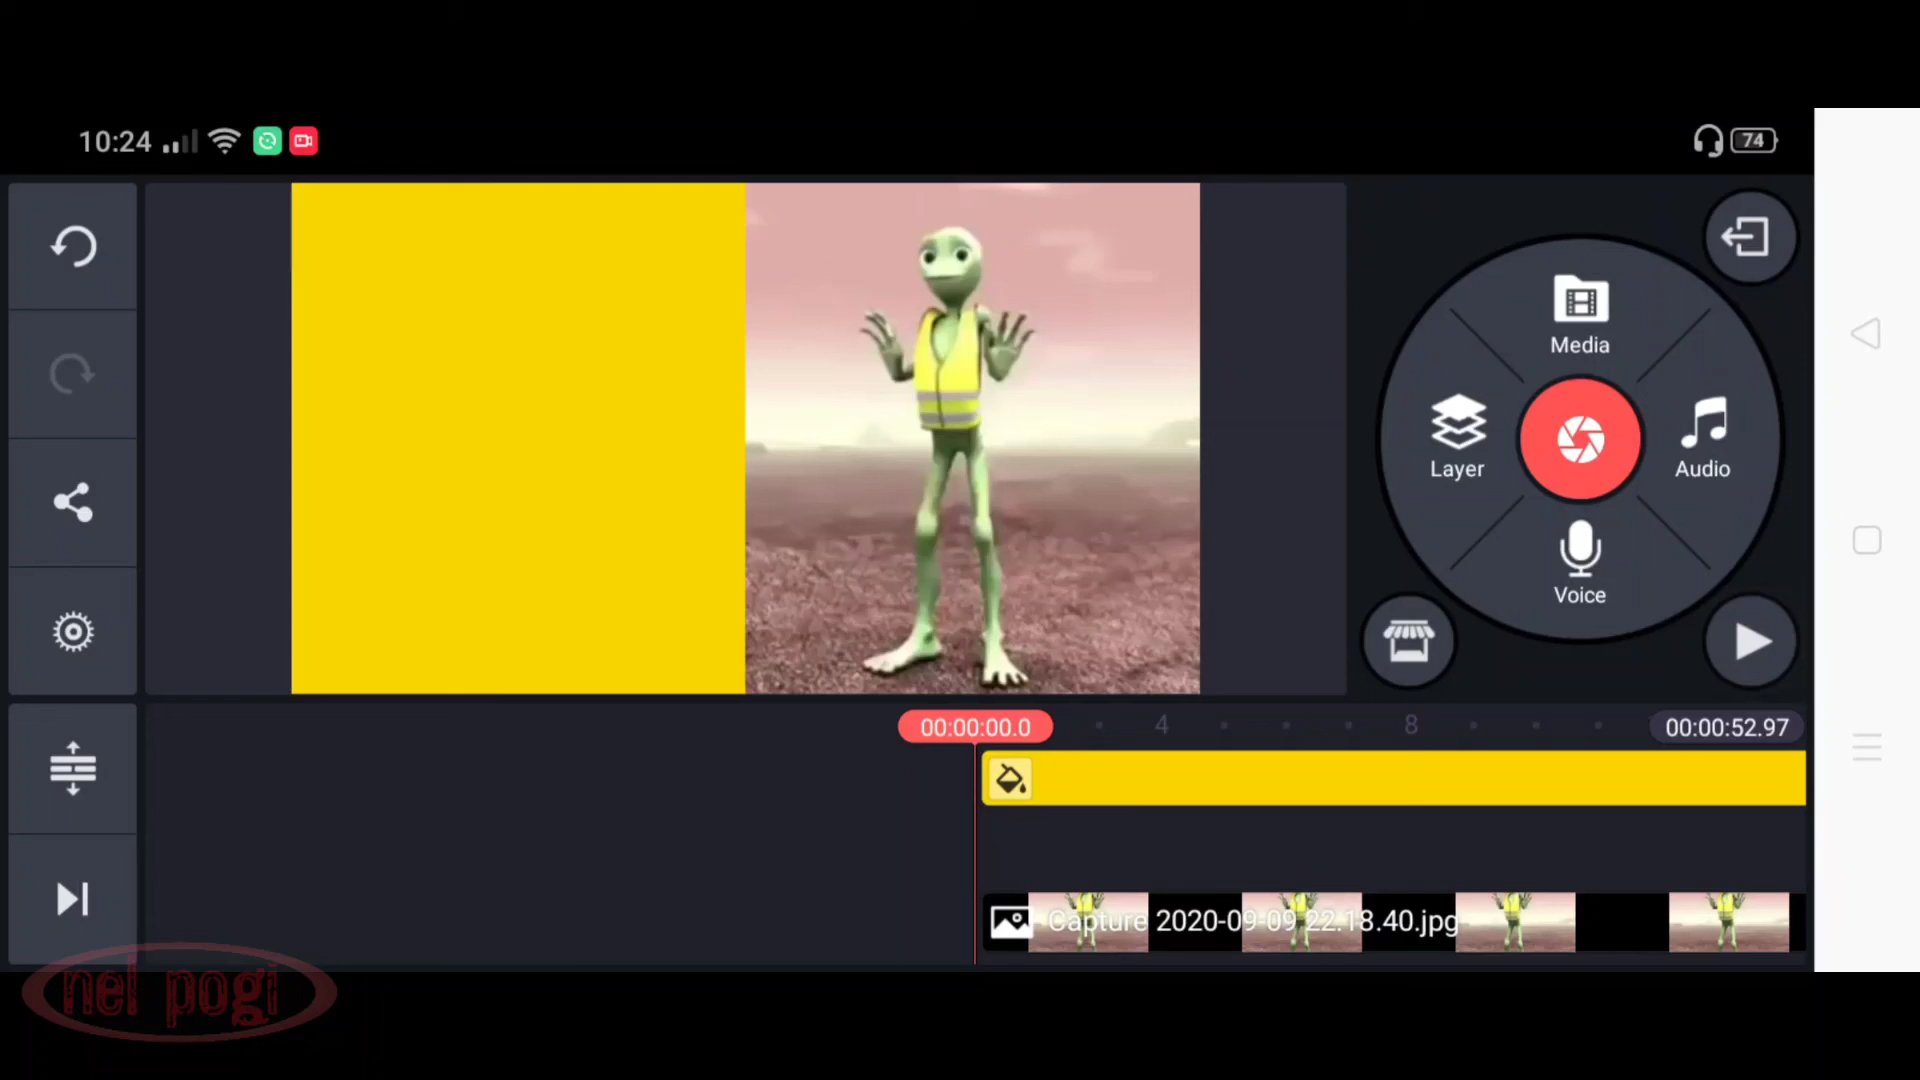 10:24
74
Media
Layer
Audio
Voice
00:00:00.0
4
8
00:00:52.97
Capture 2020-09-09 22.18.40.jpg
nel pogi